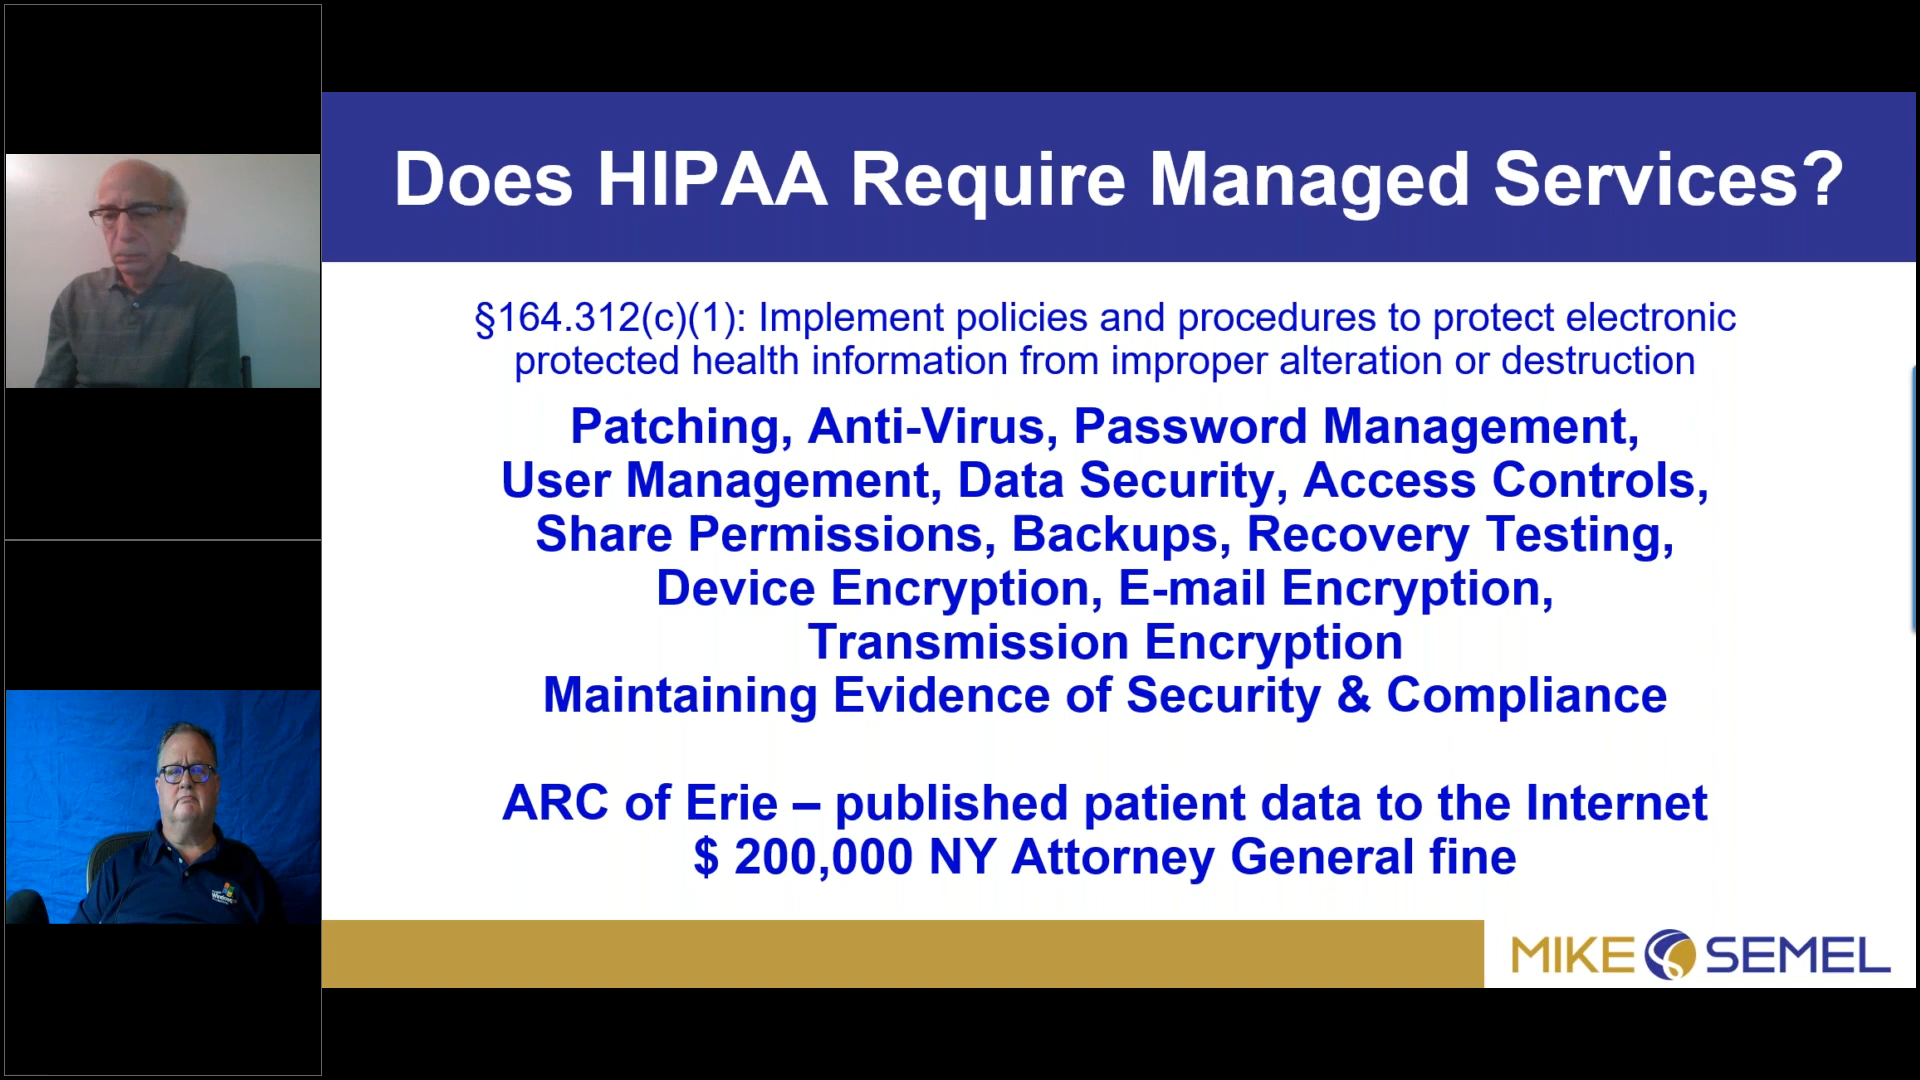 Does HIPAA Require Managed Services?
§164.312(c)(1): Implement policies and procedures to protect electronic
protected health information from improper alteration or destruction
Patching, Anti-Virus, Password Management,
User Management, Data Security, Access Controls,
Share Permissions, Backups, Recovery Testing,
Device Encryption, E-mail Encryption,
Transmission Encryption
Maintaining Evidence of Security & Compliance
ARC of Erie – published patient data to the Internet
$ 200,000 NY Attorney General fine
MIKE SEMEL